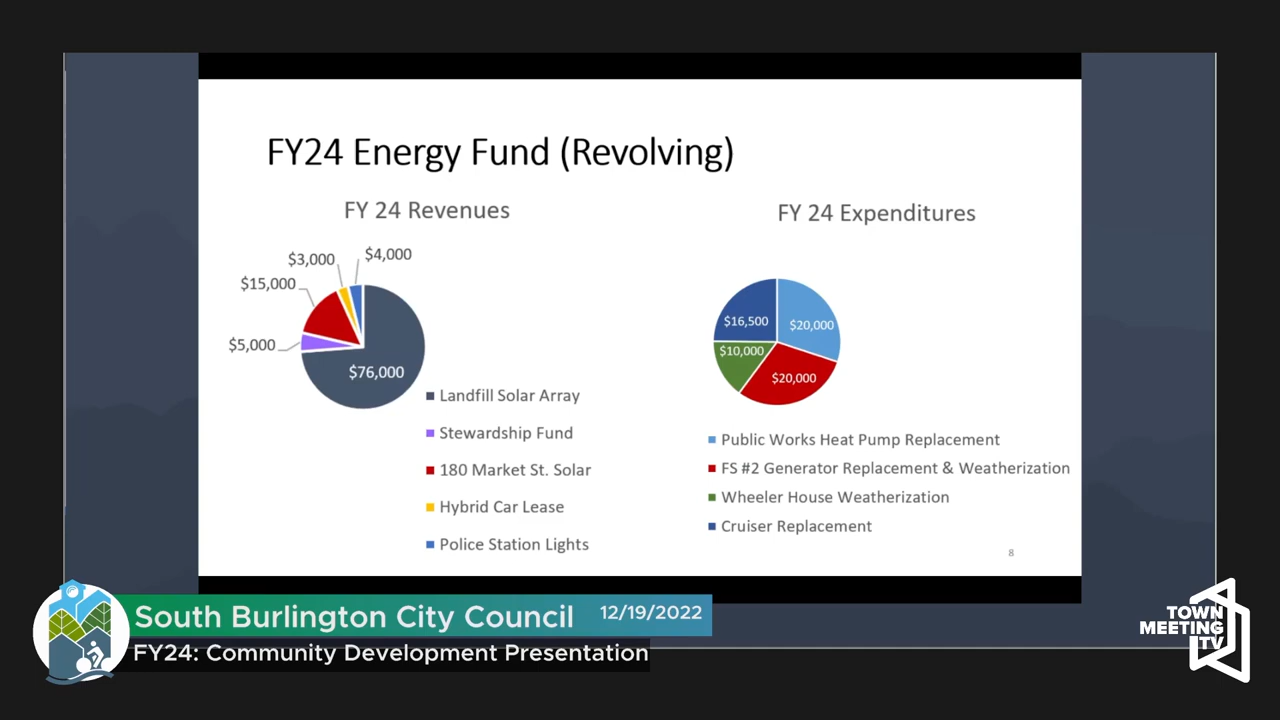 FY24 Energy Fund (Revolving)
FY 24 Revenues
$3,000
$4,000
$15,000
$5,000
$76,000
Landfill Solar Array
Stewardship Fund
180 Market St. Solar
Hybrid Car Lease
Police Station Lights
FY 24 Expenditures
$16,500
$20,000
$10,000
$20,000
Public Works Heat Pump Replacement
FS #2 Generator Replacement & Weatherization
Wheeler House Weatherization
Cruiser Replacement
8
South Burlington City Council
12/19/2022
FY24: Community Development Presentation
TOWN
MEETING
TV